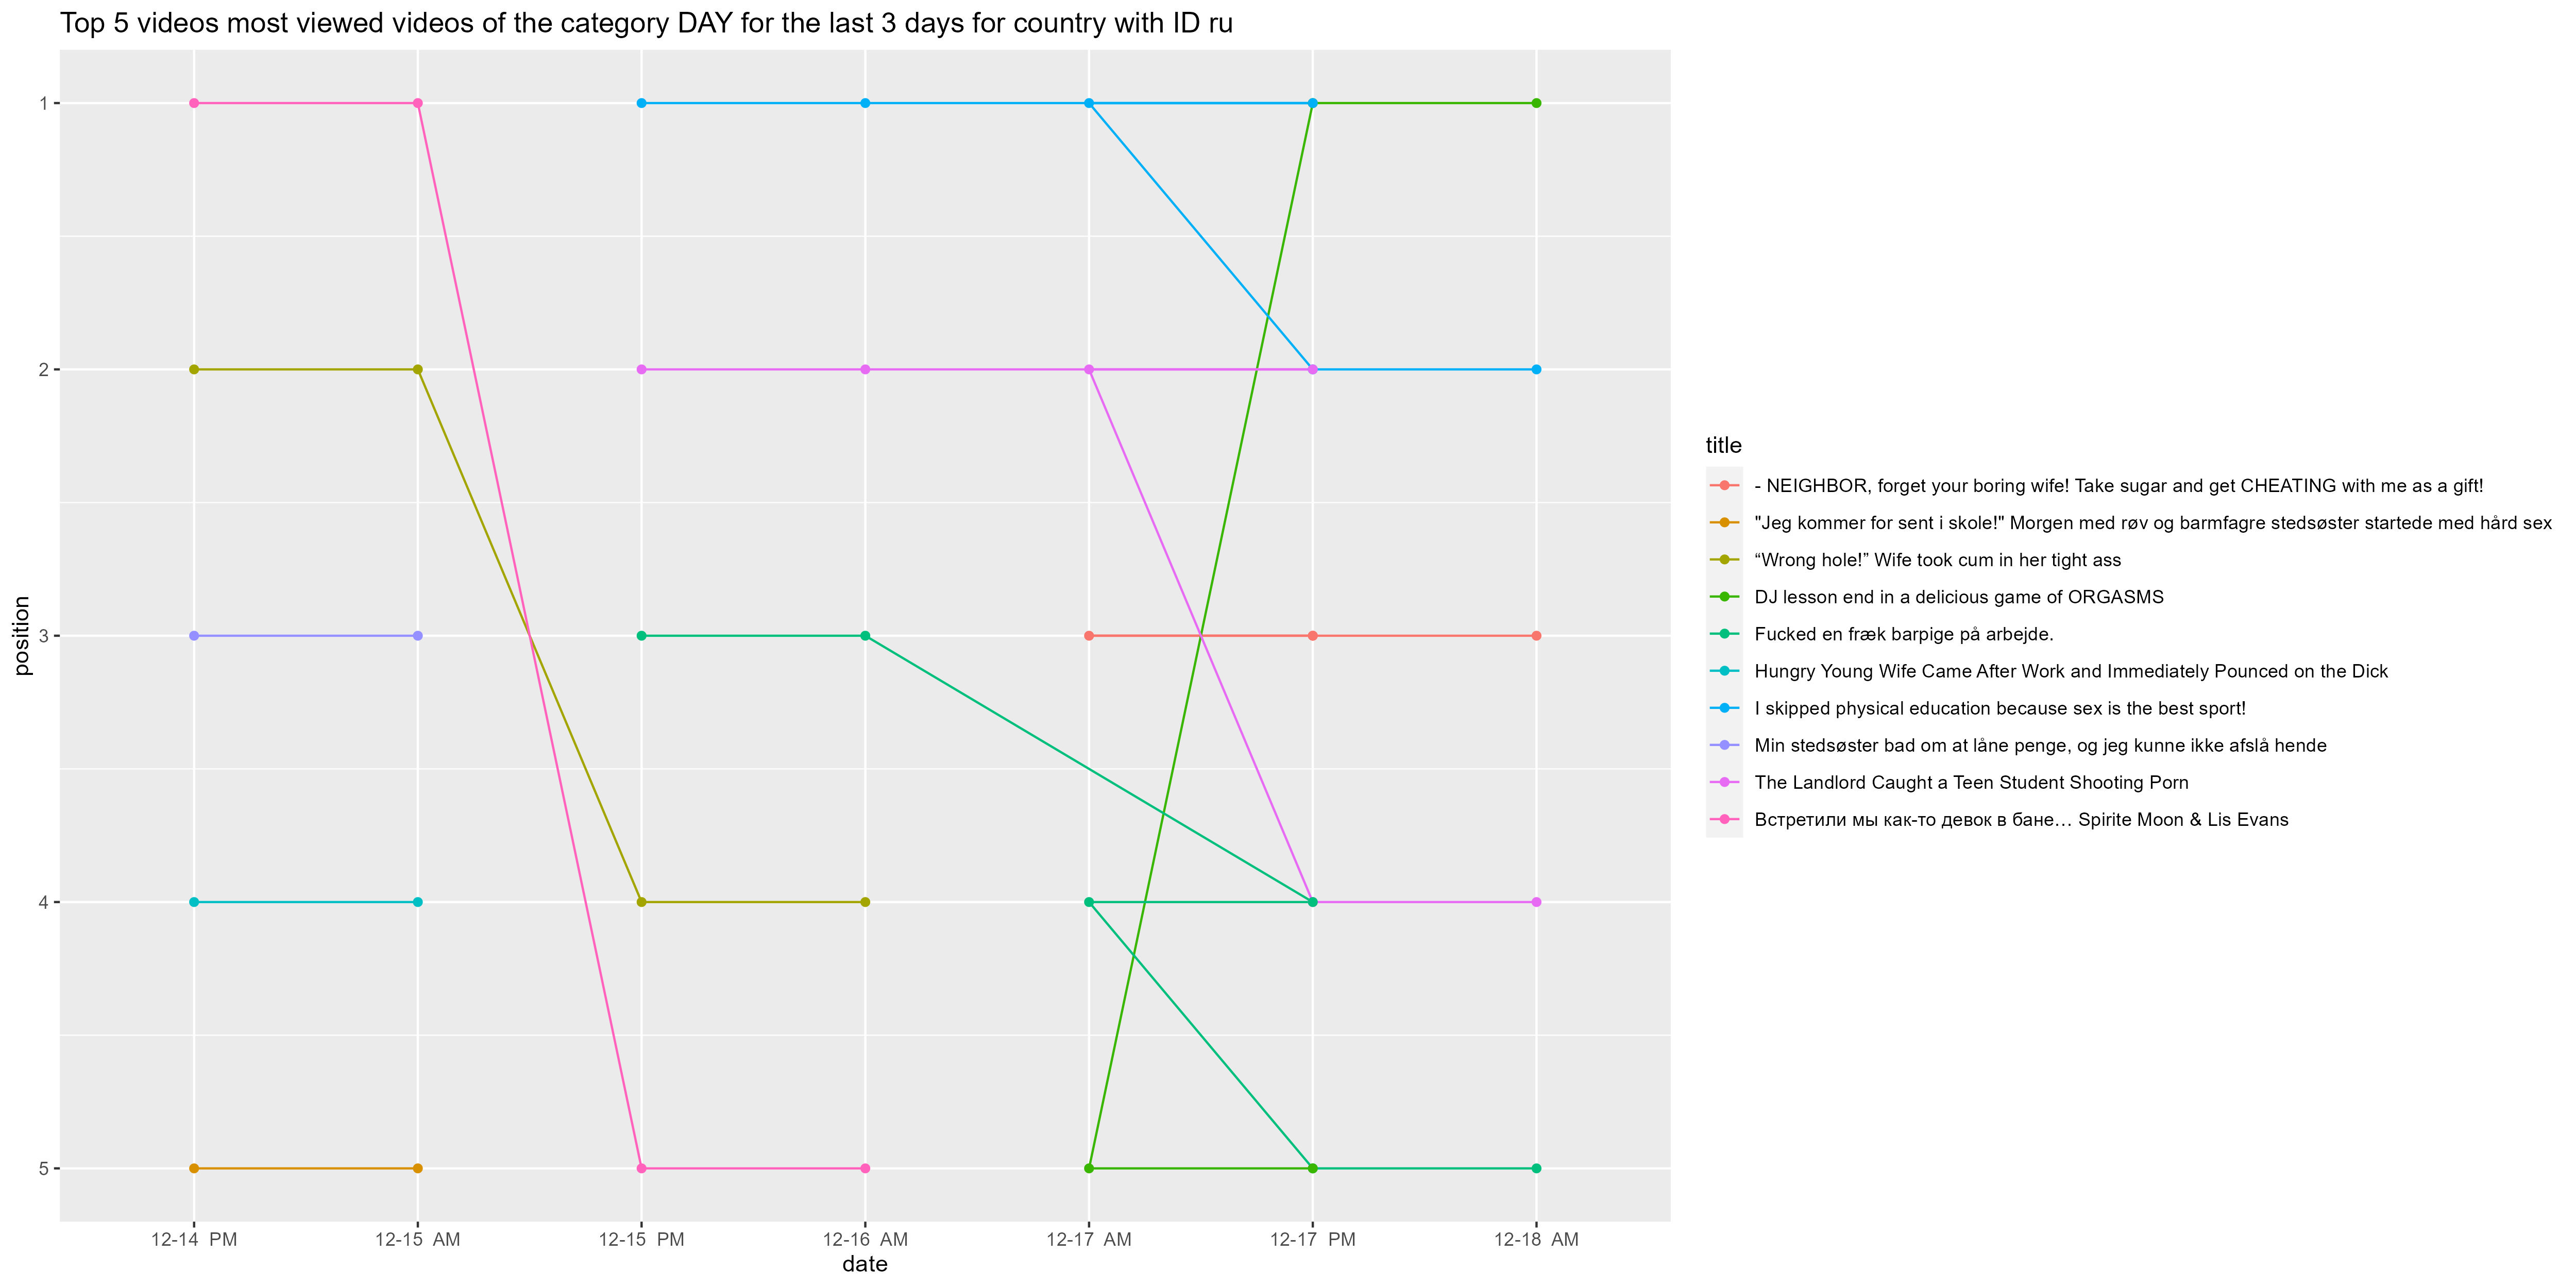 Top 5 videos most viewed videos of the category DAY for the last 3 days for country with ID ru
position
1
2
3
4
5
12-14 PM
12-15 AM
12-15 PM
12-16 AM
12-17 AM
12-17 PM
12-18 AM
date
title
- NEIGHBOR, forget your boring wife! Take sugar and get CHEATING with me as a gift!
"Jeg kommer for sent i skole!" Morgen med røv og barmfagre stedsøster startede med hård sex
“Wrong hole!” Wife took cum in her tight ass
DJ lesson end in a delicious game of ORGASMS
Fucked en fræk barpige på arbejde.
Hungry Young Wife Came After Work and Immediately Pounced on the Dick
I skipped physical education because sex is the best sport!
Min stedsøster bad om at låne penge, og jeg kunne ikke afslå hende
The Landlord Caught a Teen Student Shooting Porn
Встретили мы как-то девок в бане… Spirite Moon & Lis Evans